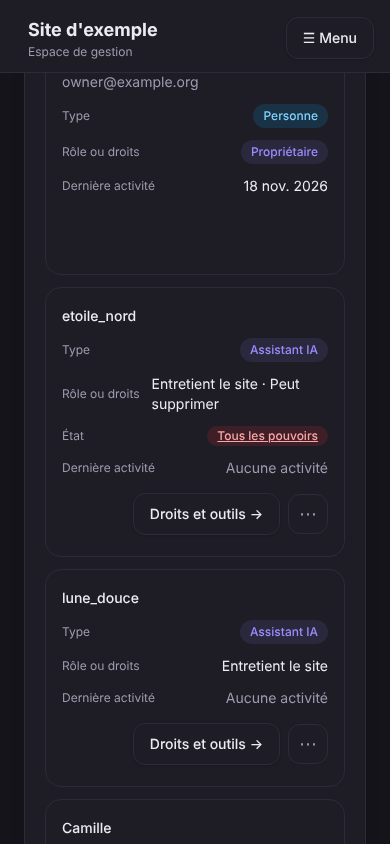 Site d'exemple
Espace de gestion
☰ Menu
owner@example.org
Type
Personne
Rôle ou droits
Propriétaire
Dernière activité
18 nov. 2026
etoile_nord
Type
Assistant IA
Rôle ou droits
Entretient le site · Peut
supprimer
État
Tous les pouvoirs
Dernière activité
Aucune activité
Droits et outils →
⋯
lune_douce
Type
Assistant IA
Rôle ou droits
Entretient le site
Dernière activité
Aucune activité
Droits et outils →
⋯
Camille